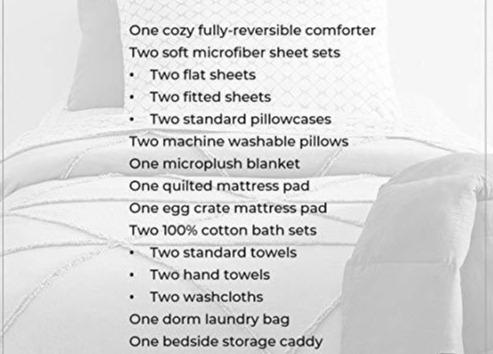 One cozy fully-reversible comforter
Two soft microfiber sheet sets
• Two flat sheets
• Two fitted sheets
• Two standard pillowcases
Two machine washable pillows
One microplush blanket
One quilted mattress pad
One egg crate mattress pad
Two 100% cotton bath sets
• Two standard towels
• Two hand towels
• Two washcloths
One dorm laundry bag
One bedside storage caddy